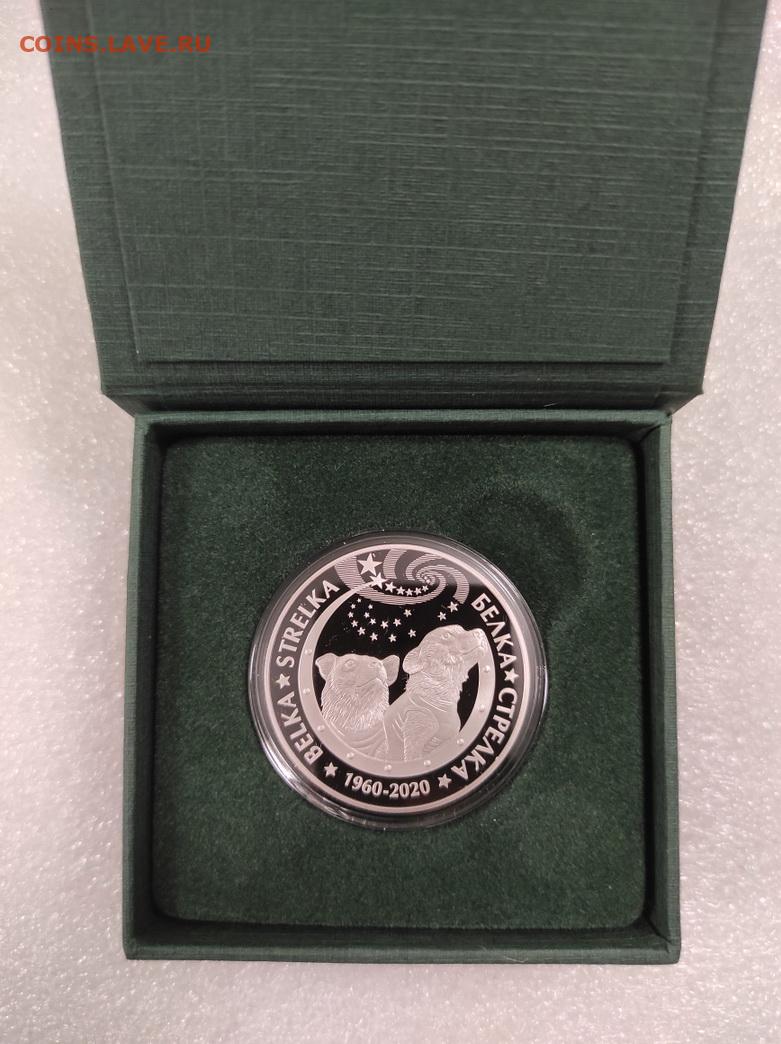 COINS.LAVE.RU
BELKA ★ STRELKA
БЕЛКА ★ СТРЕЛКА
★ 1960-2020 ★